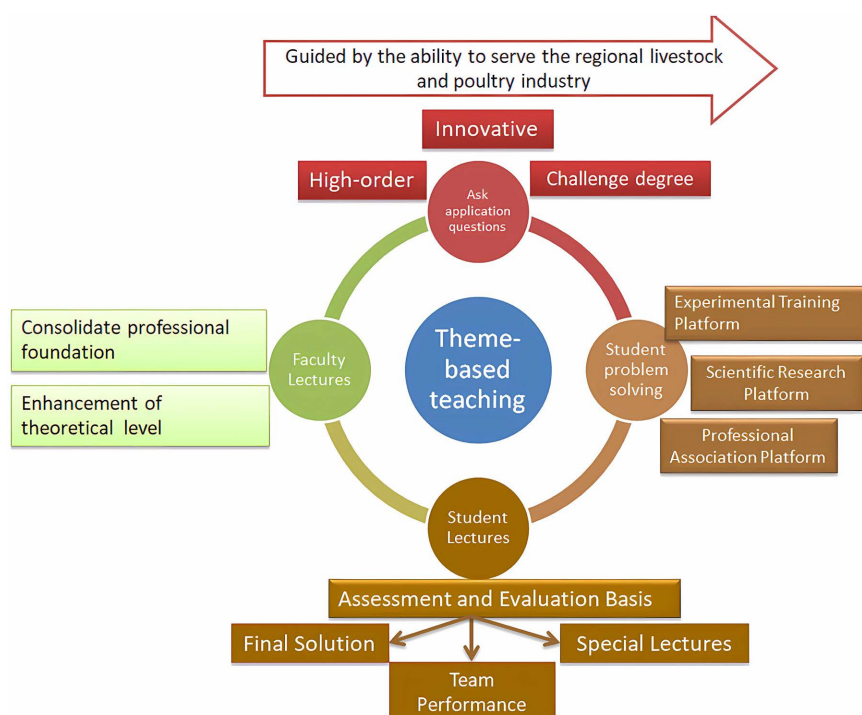 Guided by the ability to serve the regional livestock
and poultry industry
Innovative
High-order
Challenge degree
Ask
application
questions
Experimental Training
Platform
Consolidate professional
foundation
Faculty
Lectures
Theme-
based
teaching
Student
problem
solving
Scientific Research
Platform
Enhancement of
theoretical level
Professional
Association Platform
Student
Lectures
Assessment and Evaluation Basis
Final Solution
Special Lectures
Team
Performance